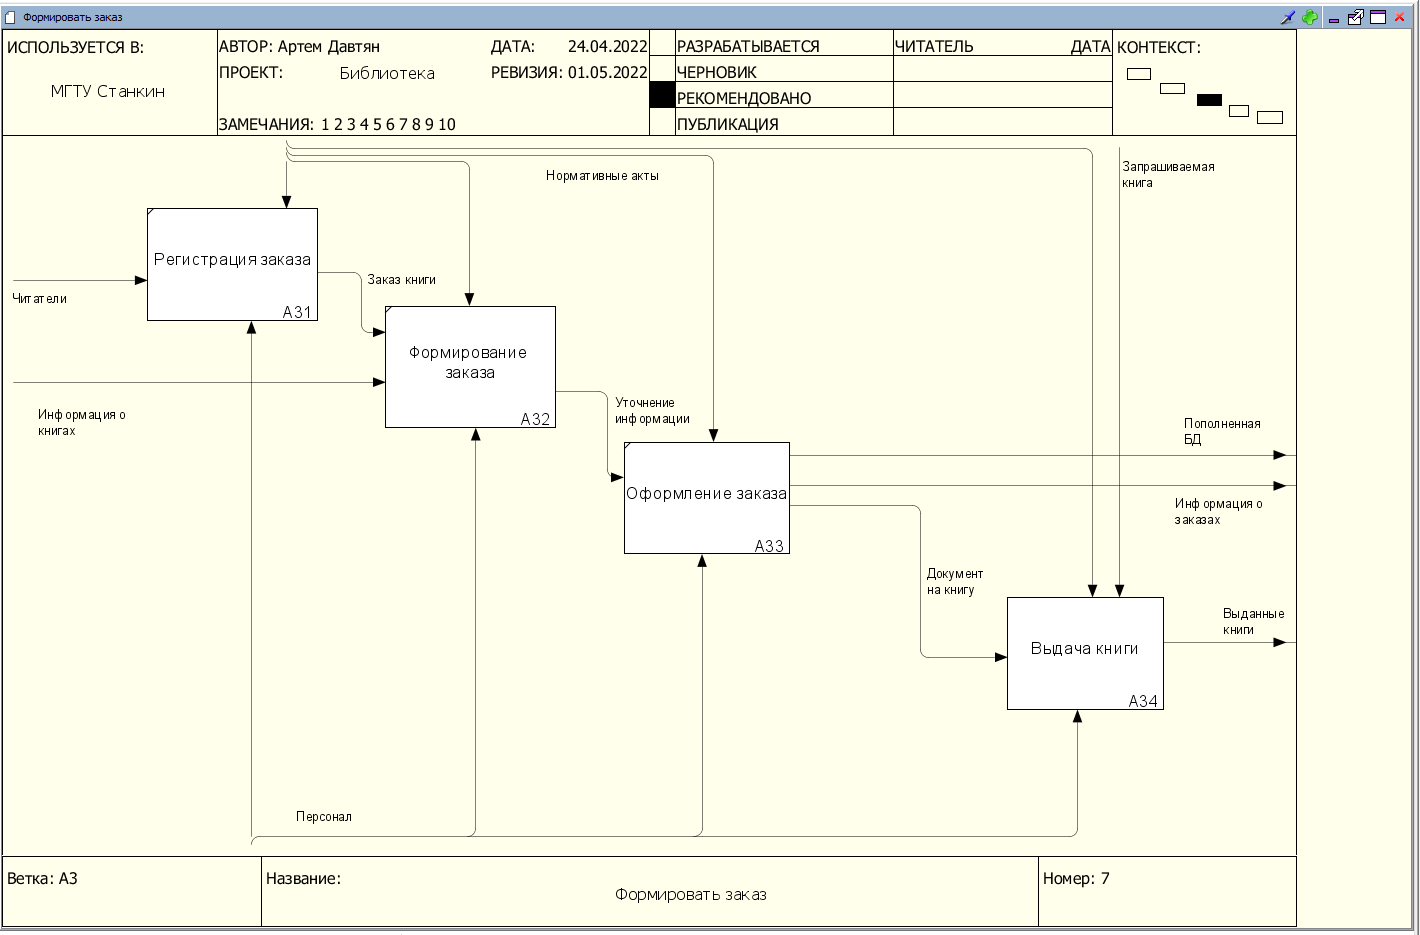 Формировать заказ
ИСПОЛЬЗУЕТСЯ В:
МГТУ Станкин
АВТОР: Артем Давтян
ДАТА: 24.04.2022
ПРОЕКТ: Библиотека
РЕВИЗИЯ: 01.05.2022
ЗАМЕЧАНИЯ: 1 2 3 4 5 6 7 8 9 10
РАЗРАБАТЫВАЕТСЯ
ЧЕРНОВИК
РЕКОМЕНДОВАНО
ПУБЛИКАЦИЯ
ЧИТАТЕЛЬ
ДАТА
КОНТЕКСТ:
Нормативные акты
Запрашиваемая
книга
Регистрация заказа
A31
Читатели
Заказ книги
Формирование
заказа
A32
Информация о
книгах
Уточнение
информации
Оформление заказа
A33
Пополненная
БД
Информация о
заказах
Документ
на книгу
Выдача книги
A34
Выданные
книги
Персонал
Ветка: A3
Название:
Формировать заказ
Номер: 7